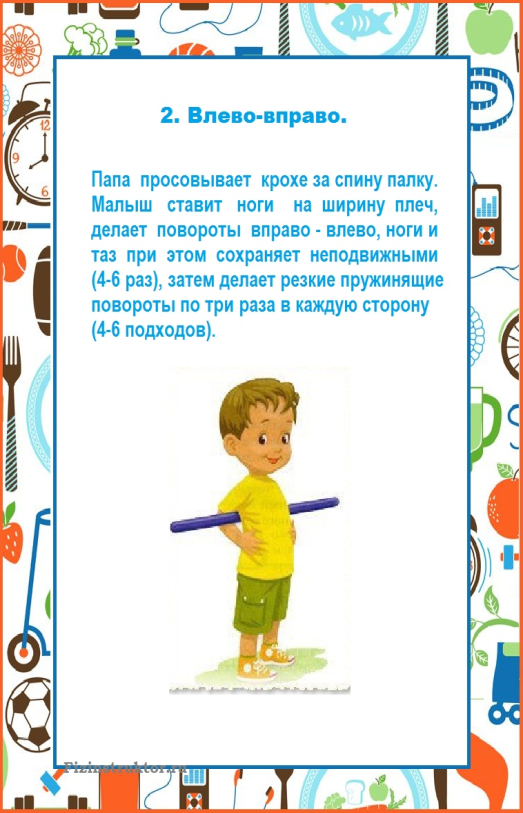 2. Влево-вправо.
Папа просовывает крохе за спину палку.
Малыш ставит ноги на ширину плеч,
делает повороты вправо - влево, ноги и
таз при этом сохраняет неподвижными
(4-6 раз), затем делает резкие пружинящие
повороты по три раза в каждую сторону
(4-6 подходов).
Fizinstruktor.ru